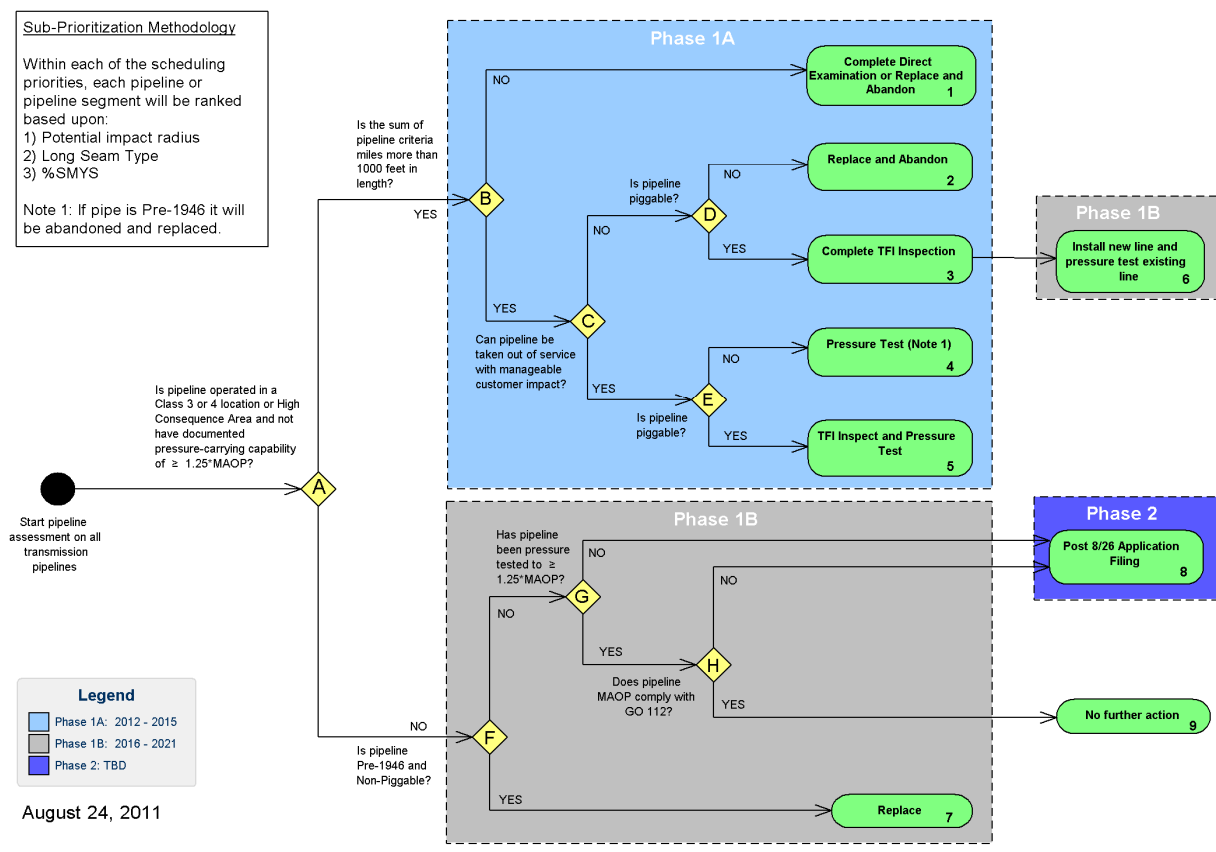 Sub-Prioritization Methodology
Within each of the scheduling
priorities, each pipeline or
pipeline segment will be ranked
based upon:
1) Potential impact radius
2) Long Seam Type
3) %SMYS
Note 1: If pipe is Pre-1946 it will
be abandoned and replaced.
Phase 1A
NO
Complete Direct
Examination or Replace and
Abandon
1
Is the sum of
pipeline criteria
miles more than
1000 feet in
length?
YES
B
Is pipeline
piggable?
NO
D
Replace and Abandon
2
NO
YES
Complete TFI Inspection
3
Phase 1B
Install new line and
pressure test existing
line
6
YES
C
Can pipeline be
taken out of service
with manageable
customer impact?
YES
E
Is pipeline
piggable?
NO
Pressure Test (Note 1)
4
YES
TFI Inspect and Pressure
Test
5
Is pipeline operated in a
Class 3 or 4 location or High
Consequence Area and not
have documented
pressure-carrying capability
of ≥ 1.25*MAOP?
A
Start pipeline
assessment on all
transmission
pipelines
Phase 1B
Has pipeline
been pressure
tested to ≥
1.25*MAOP?
NO
G
NO
YES
H
Does pipeline
MAOP comply with
GO 112?
NO
YES
Phase 2
Post 8/26 Application
Filing
8
No further action
9
NO
F
Is pipeline
Pre-1946 and
Non-Piggable?
YES
Replace
7
Legend
Phase 1A: 2012 - 2015
Phase 1B: 2016 - 2021
Phase 2: TBD
August 24, 2011